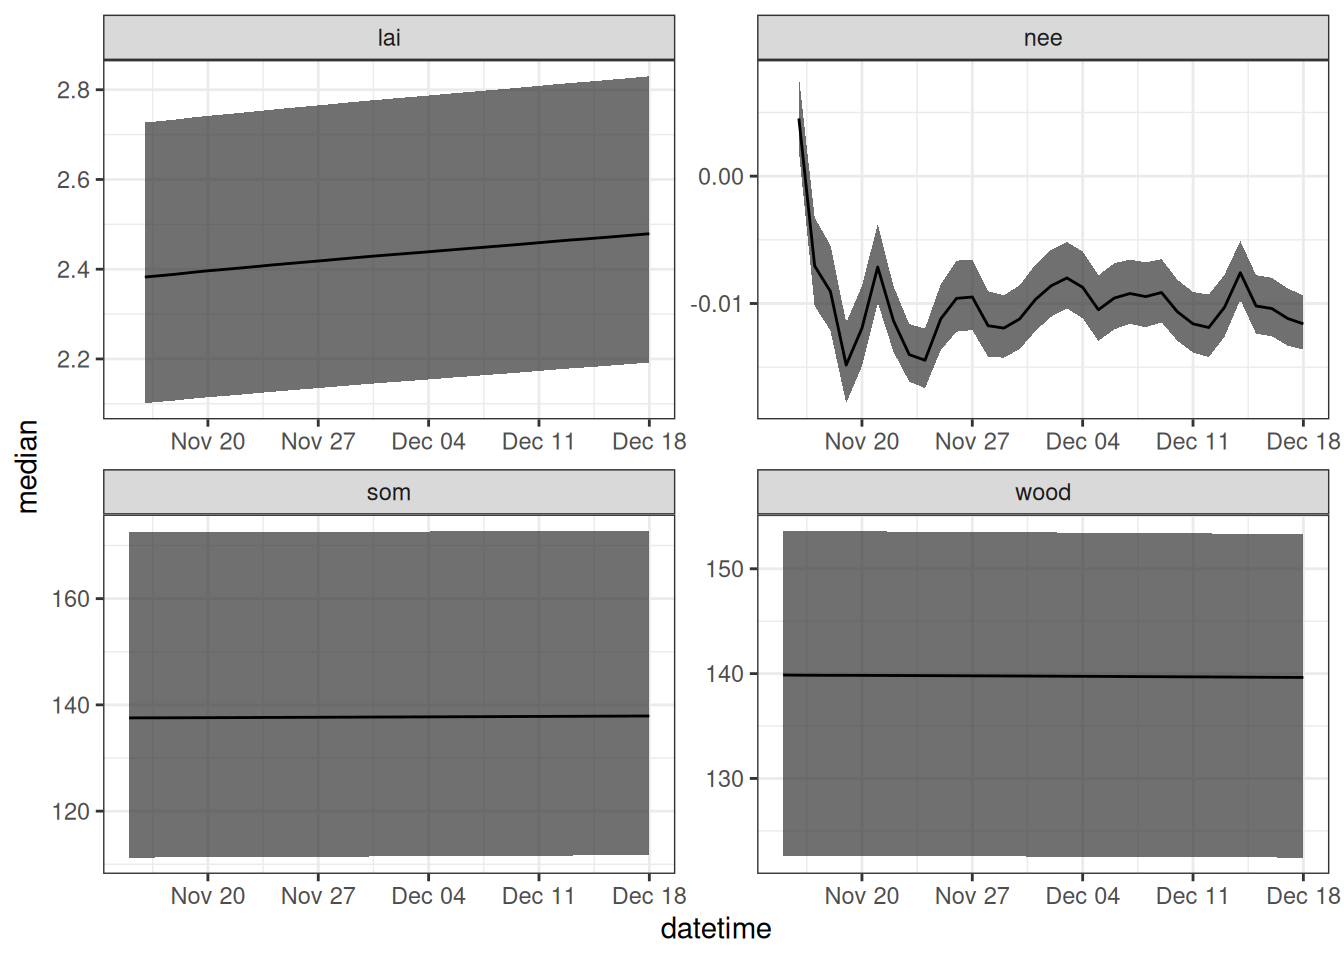 lai
nee
2.8
2.6
2.4
2.2
0.00
-0.01
Nov 20 Nov 27 Dec 04 Dec 11 Dec 18
Nov 20 Nov 27 Dec 04 Dec 11 Dec 18
median
som
wood
160
140
120
150
140
130
Nov 20 Nov 27 Dec 04 Dec 11 Dec 18
Nov 20 Nov 27 Dec 04 Dec 11 Dec 18
datetime